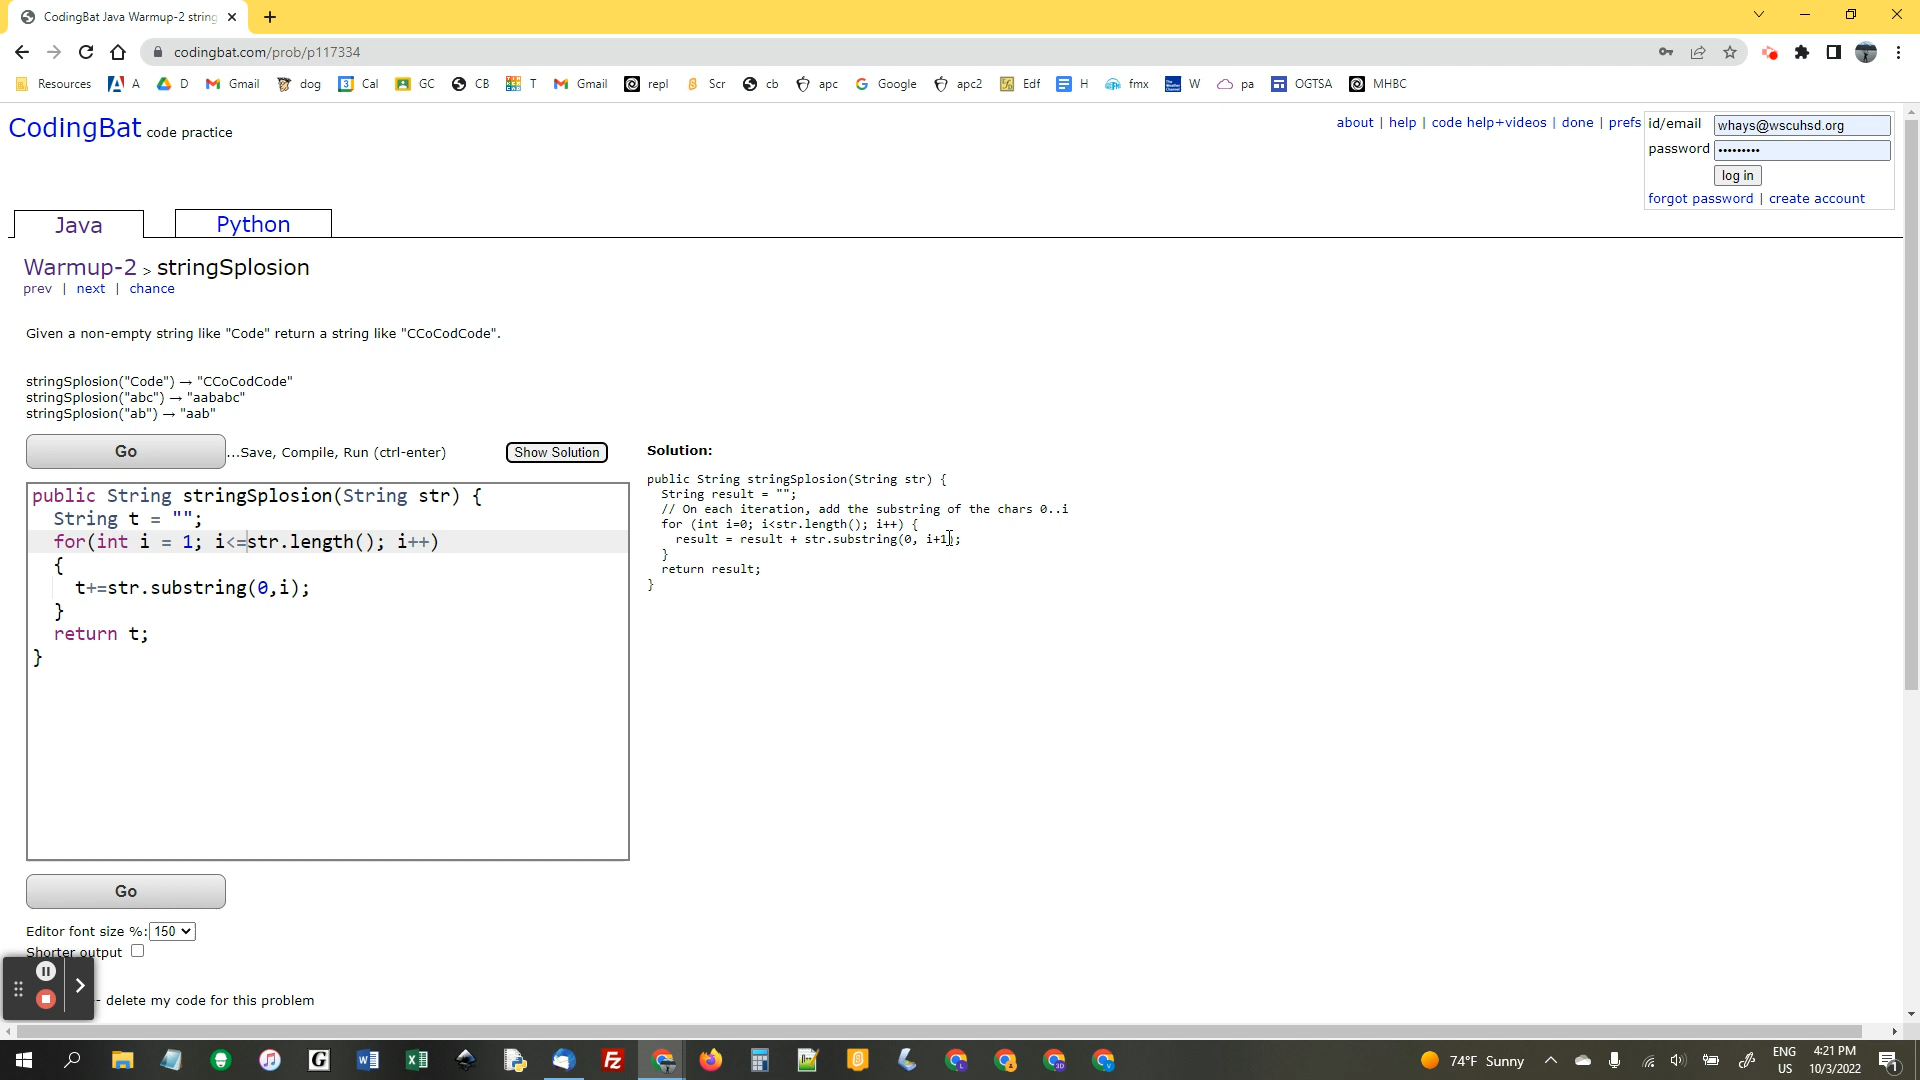 CodingBat Java Warmup-2 string
codingbat.com/prob/p117334
Resources A D Gmail dog Cal GC CB T Gmail repl Scr cb apc Google apc2 Edf H fmx W pa OGTSA MHBC
CodingBat code practice
about | help | code help+videos | done | prefs
id/email whays@wscuhsd.org
password •••••••••
log in
forgot password | create account
Java Python
Warmup-2 > stringSplosion
prev | next | chance
Given a non-empty string like "Code" return a string like "CCoCodCode".
stringSplosion("Code") → "CCoCodCode"
stringSplosion("abc") → "aababc"
stringSplosion("ab") → "aab"
Go ...Save, Compile, Run (ctrl-enter) Show Solution
public String stringSplosion(String str) {
String t = "";
for(int i = 1; i<=str.length(); i++)
{
t+=str.substring(0,i);
}
return t;
}
Solution:
public String stringSplosion(String str) {
String result = "";
// On each iteration, add the substring of the chars 0..i
for (int i=0; i<str.length(); i++) {
result = result + str.substring(0, i+1);
}
return result;
}
Go
Editor font size %: 150
Shorter output
- delete my code for this problem
74°F Sunny
ENG
US
4:21 PM
10/3/2022